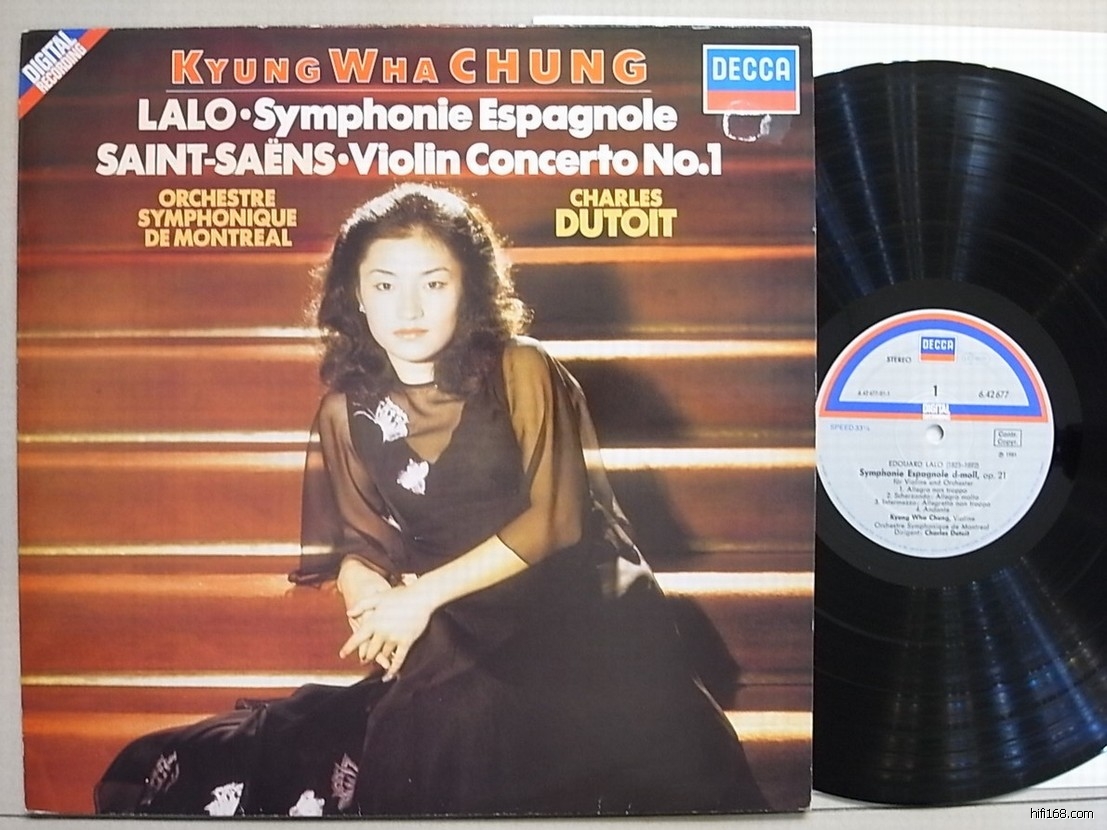 DIGITAL
RECORDING
KYUNG WHA CHUNG
DECCA
LALO·Symphonie Espagnole
SAINT-SAËNS·Violin Concerto No.1
ORCHESTRE
SYMPHONIQUE
DE MONTREAL
CHARLES
DUTOIT
DECCA
STEREO
1
6.42677
DIGITAL
SPEED 33⅓
EDOUARD LALO (1823-1892)
Symphonie Espagnole d-moll, op. 21
für Violine und Orchester
1. Allegro non troppo
2. Scherzando: Allegro molto
3. Intermezzo: Allegretto non troppo
4. Andante
Kyung Wha Chung, Violine
Orchestre Symphonique de Montreal
Dirigent: Charles Dutoit
hifi168.com